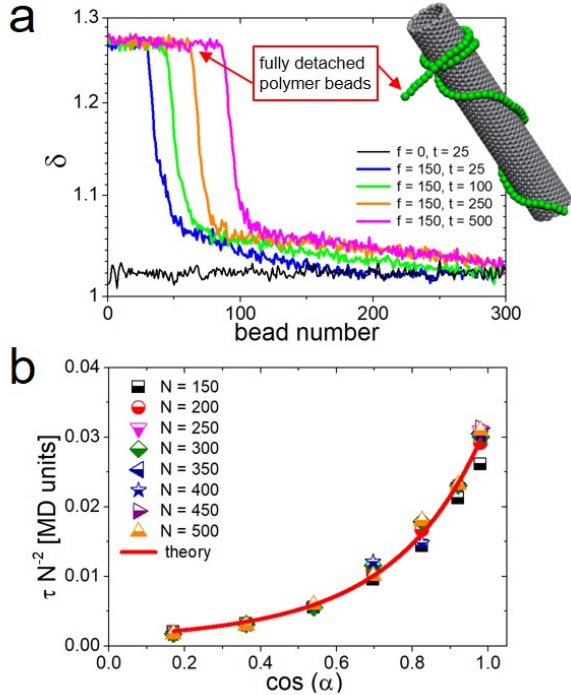 a
1.3
1.2
1.1
1
δ
0
100
200
300
bead number
fully detached
polymer beads
f = 0, t = 25
f = 150, t = 25
f = 150, t = 100
f = 150, t = 250
f = 150, t = 500
b
0.04
0.03
0.02
0.01
0.00
τ N⁻² [MD units]
0.0
0.2
0.4
0.6
0.8
1.0
cos (α)
N = 150
N = 200
N = 250
N = 300
N = 350
N = 400
N = 450
N = 500
theory